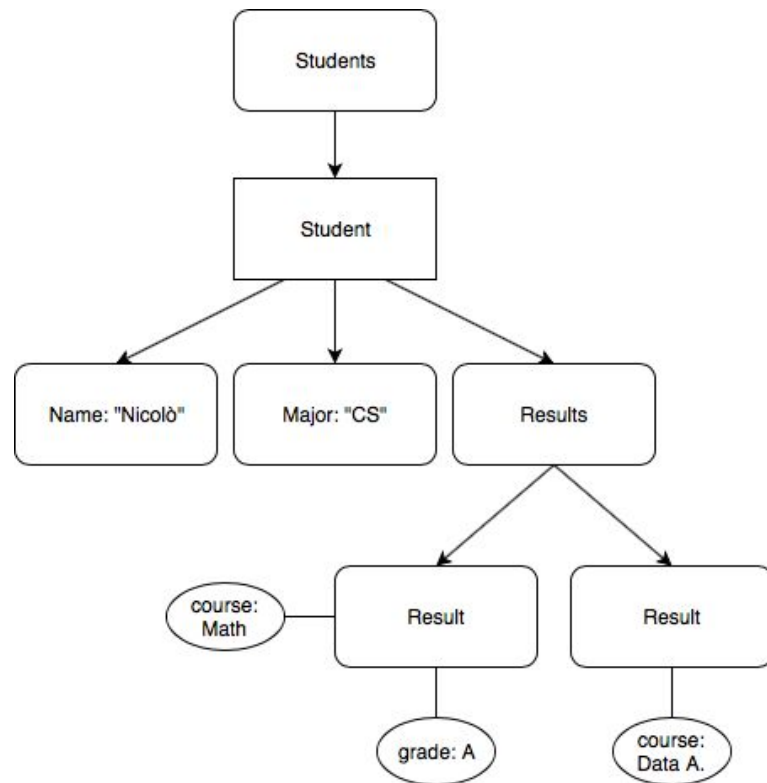 Students
Student
Name: "Nicolò"
Major: "CS"
Results
course:
Math
Result
Result
grade: A
course:
Data A.